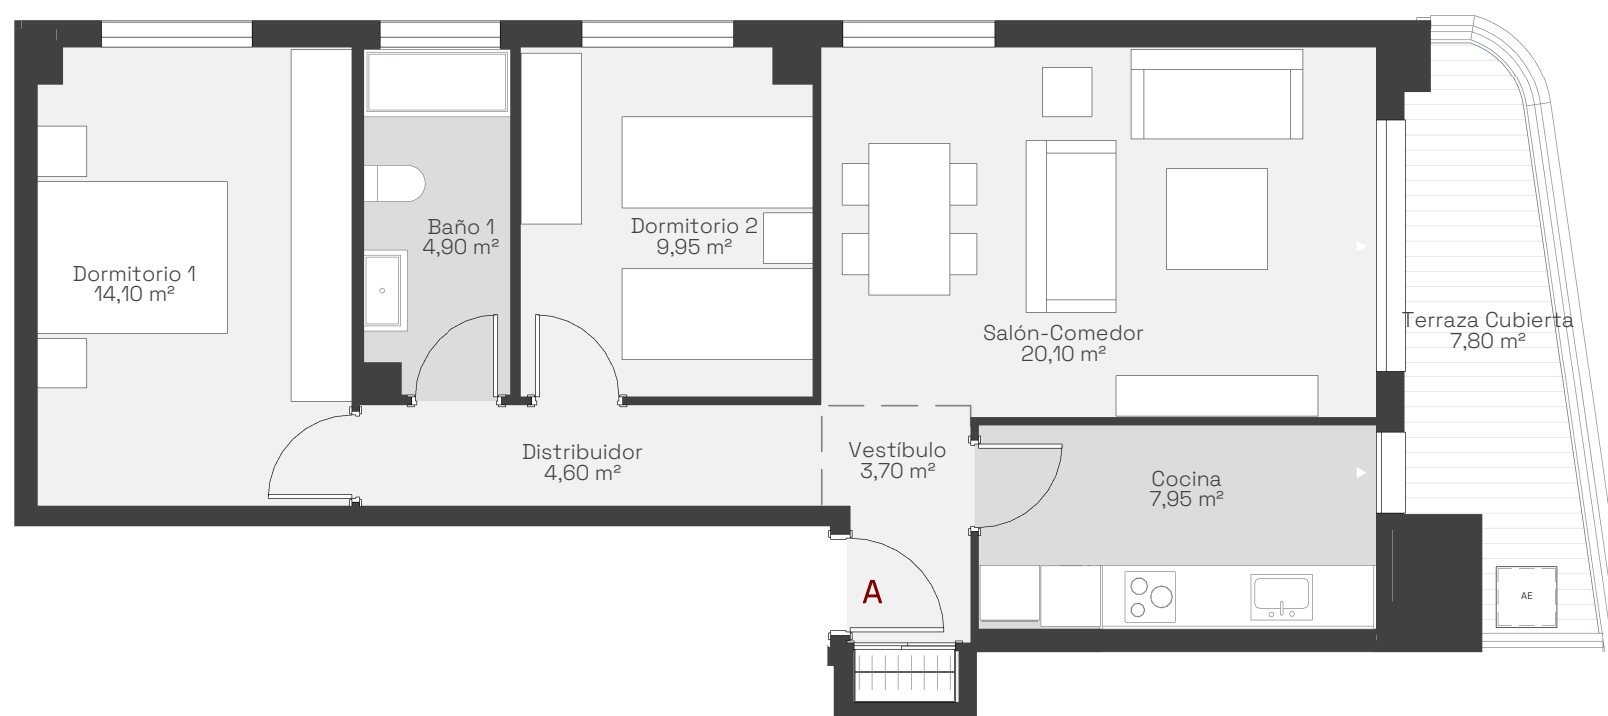 Dormitorio 1
14,10 m²
Baño 1
4,90 m²
Dormitorio 2
9,95 m²
Salón-Comedor
20,10 m²
Terraza Cubierta
7,80 m²
Distribuidor
4,60 m²
Vestíbulo
3,70 m²
Cocina
7,95 m²
A
AE